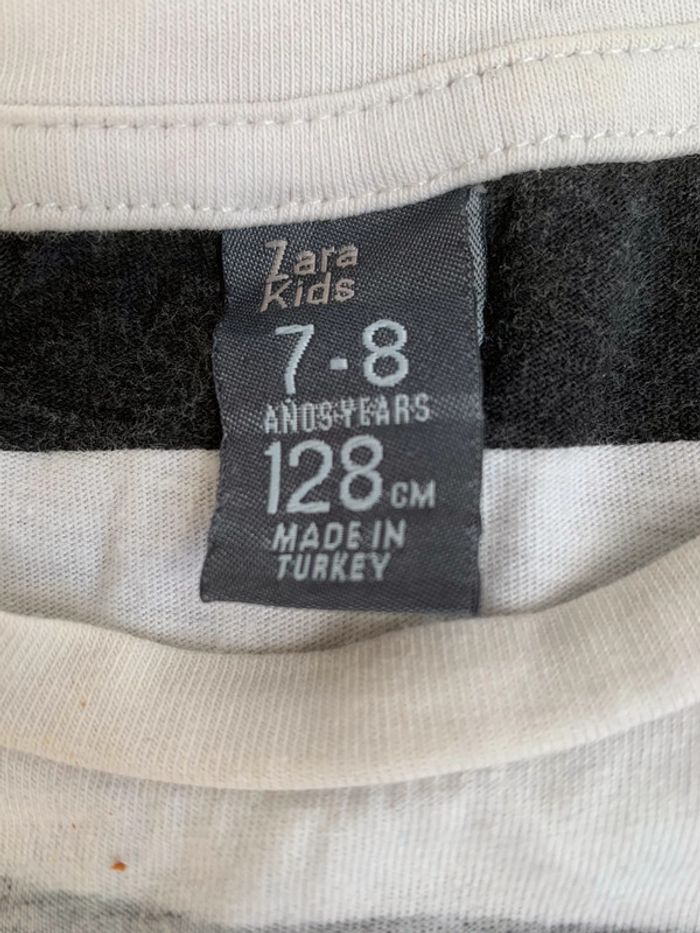 Zara
Kids
7-8
AÑOS YEARS
128 CM
MADE IN
TURKEY